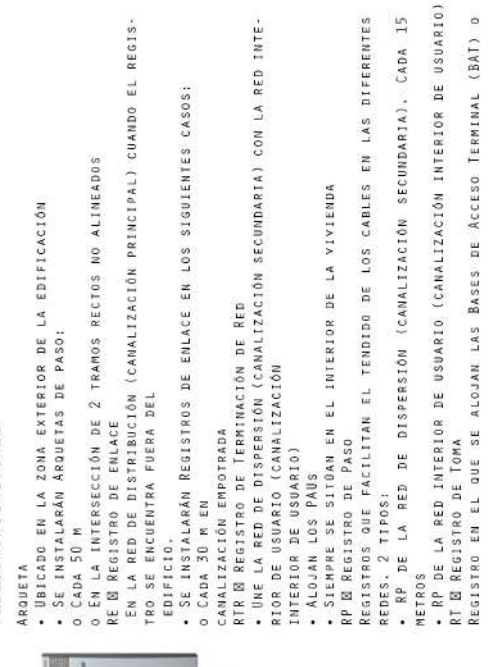 ARQUETA
• UBICADO EN LA ZONA EXTERIOR DE LA EDIFICACIÓN
• SE INSTALARÁN ARQUETAS DE PASO:
O CADA 50 M
O EN LA INTERSECCIÓN DE 2 TRAMOS RECTOS NO ALINEADOS
RE ☒ REGISTRO DE ENLACE
EN LA RED DE DISTRIBUCIÓN (CANALIZACIÓN PRINCIPAL) CUANDO EL REGIS-
TRO SE ENCUENTRA FUERA DEL
EDIFICIO.
• SE INSTALARÁN REGISTROS DE ENLACE EN LOS SIGUIENTES CASOS:
O CADA 30 M EN
CANALIZACIÓN EMPOTRADA
RTR ☒ REGISTRO DE TERMINACIÓN DE RED
• UNE LA RED DE DISPERSIÓN (CANALIZACIÓN SECUNDARIA) CON LA RED INTE-
RIOR DE USUARIO (CANALIZACIÓN
INTERIOR DE USUARIO)
• ALOJAN LOS PAUS
• SIEMPRE SE SITÚAN EN EL INTERIOR DE LA VIVIENDA
RP ☒ REGISTRO DE PASO
REGISTROS QUE FACILITAN EL TENDIDO DE LOS CABLES EN LAS DIFERENTES
REDES. 2 TIPOS:
• RP DE LA RED DE DISPERSIÓN (CANALIZACIÓN SECUNDARIA). CADA 15
METROS
• RP DE LA RED INTERIOR DE USUARIO (CANALIZACIÓN INTERIOR DE USUARIO)
RT ☒ REGISTRO DE TOMA
REGISTRO EN EL QUE SE ALOJAN LAS BASES DE ACCESO TERMINAL (BAT) O